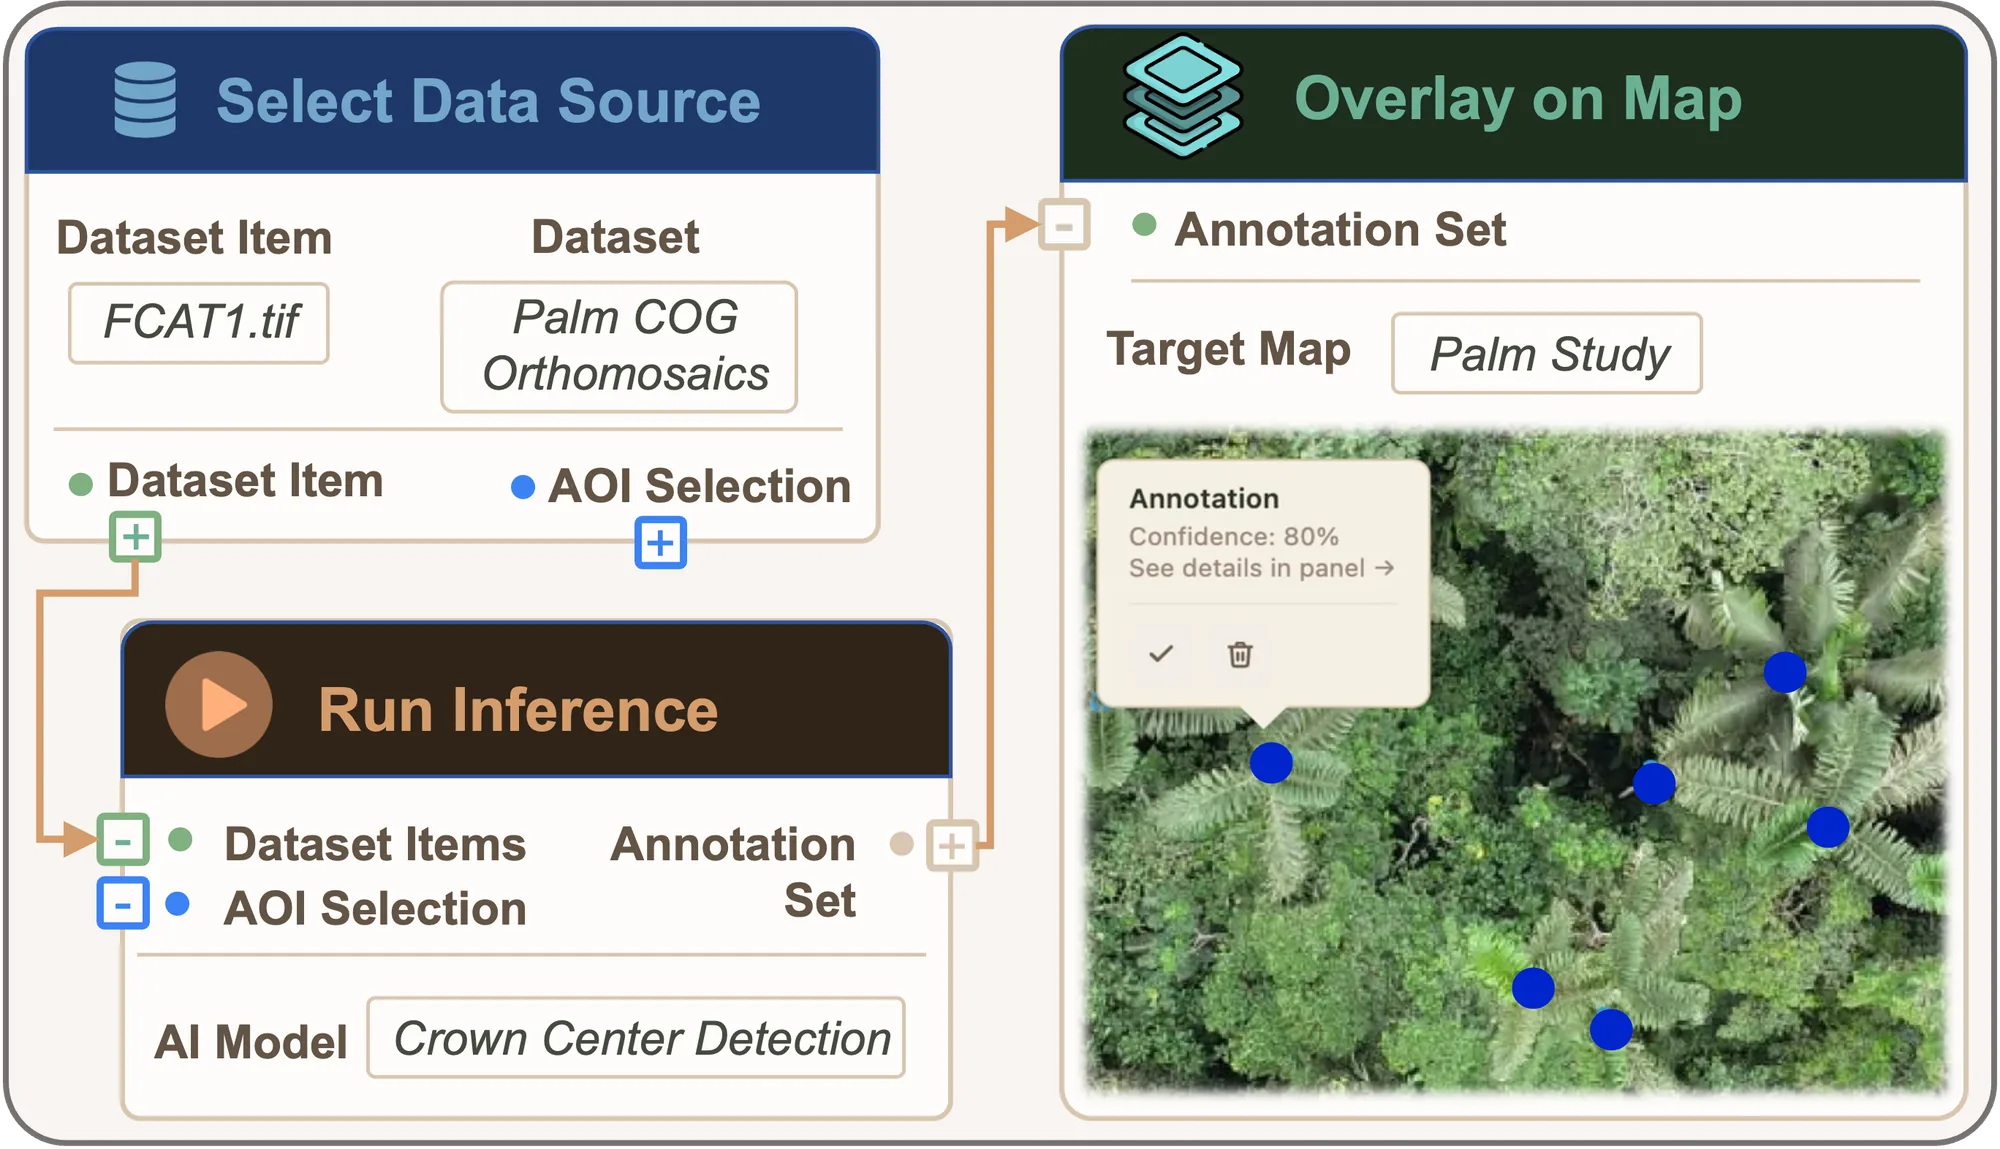 Select Data Source
Dataset Item
Dataset
FCAT1.tif
Palm COG
Orthomosaics
Dataset Item
AOI Selection
Run Inference
Dataset Items
AOI Selection
Annotation
Set
AI Model
Crown Center Detection
Overlay on Map
Annotation Set
Target Map
Palm Study
Annotation
Confidence: 80%
See details in panel →